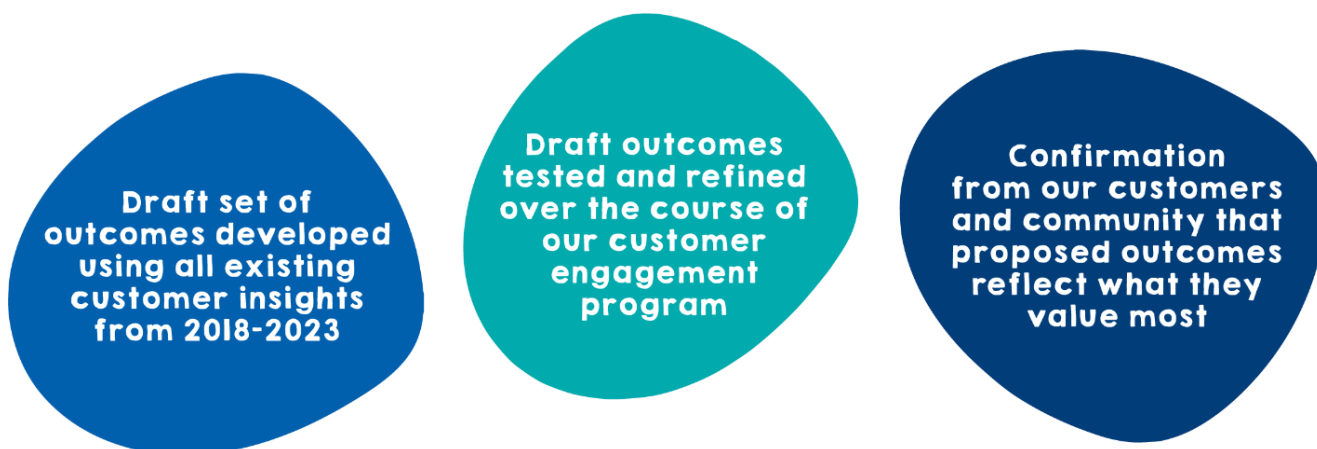 Draft set of
outcomes developed
using all existing
customer insights
from 2018-2023
Draft outcomes
tested and refined
over the course of
our customer
engagement
program
Confirmation
from our customers
and community that
proposed outcomes
reflect what they
value most